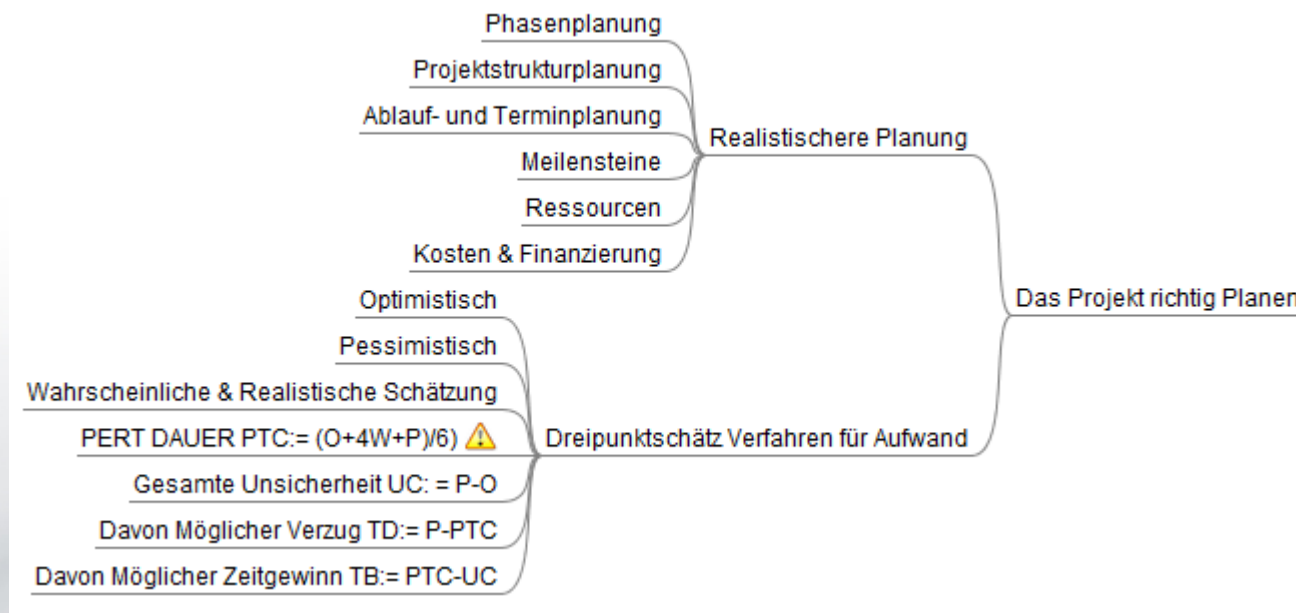 Phasenplanung
Projektstrukturplanung
Ablauf- und Terminplanung
Realistischere Planung
Meilensteine
Ressourcen
Kosten & Finanzierung
Optimistisch
Das Projekt richtig Planen
Pessimistisch
Wahrscheinliche & Realistische Schätzung
PERT DAUER PTC:= (O+4W+P)/6)
Dreipunktschätz Verfahren für Aufwand
Gesamte Unsicherheit UC: = P-O
Davon Möglicher Verzug TD:= P-PTC
Davon Möglicher Zeitgewinn TB:= PTC-UC